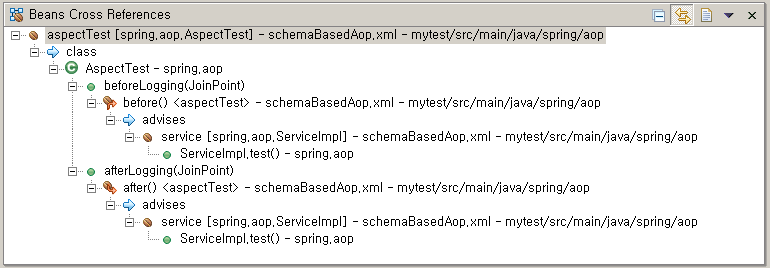 Beans Cross References
aspectTest [spring.aop.AspectTest] - schemaBasedAop.xml - mytest/src/main/java/spring/aop
class
AspectTest - spring.aop
beforeLogging(JoinPoint)
before() <aspectTest> - schemaBasedAop.xml - mytest/src/main/java/spring/aop
advises
service [spring.aop.ServiceImpl] - schemaBasedAop.xml - mytest/src/main/java/spring/aop
ServiceImpl.test() - spring.aop
afterLogging(JoinPoint)
after() <aspectTest> - schemaBasedAop.xml - mytest/src/main/java/spring/aop
advises
service [spring.aop.ServiceImpl] - schemaBasedAop.xml - mytest/src/main/java/spring/aop
ServiceImpl.test() - spring.aop